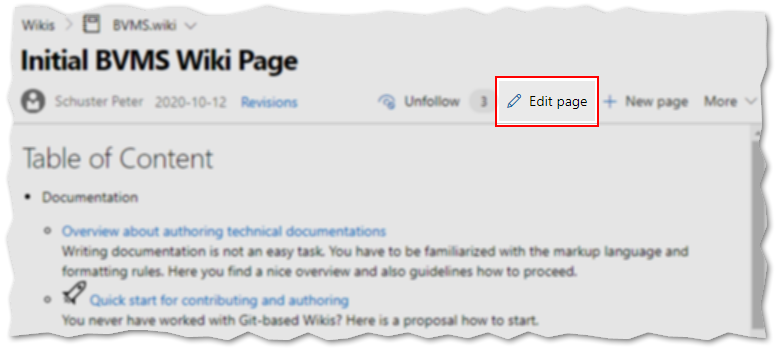 Wikis > BVMS.wiki
Initial BVMS Wiki Page
Schuster Peter 2020-10-12 Revisions Unfollow 3 Edit page + New page More
Table of Content
• Documentation
Overview about authoring technical documentations
Writing documentation is not an easy task. You have to be familiarized with the markup language and
formatting rules. Here you find a nice overview and also guidelines how to proceed.
Quick start for contributing and authoring
You never have worked with Git-based Wikis? Here is a proposal how to start.